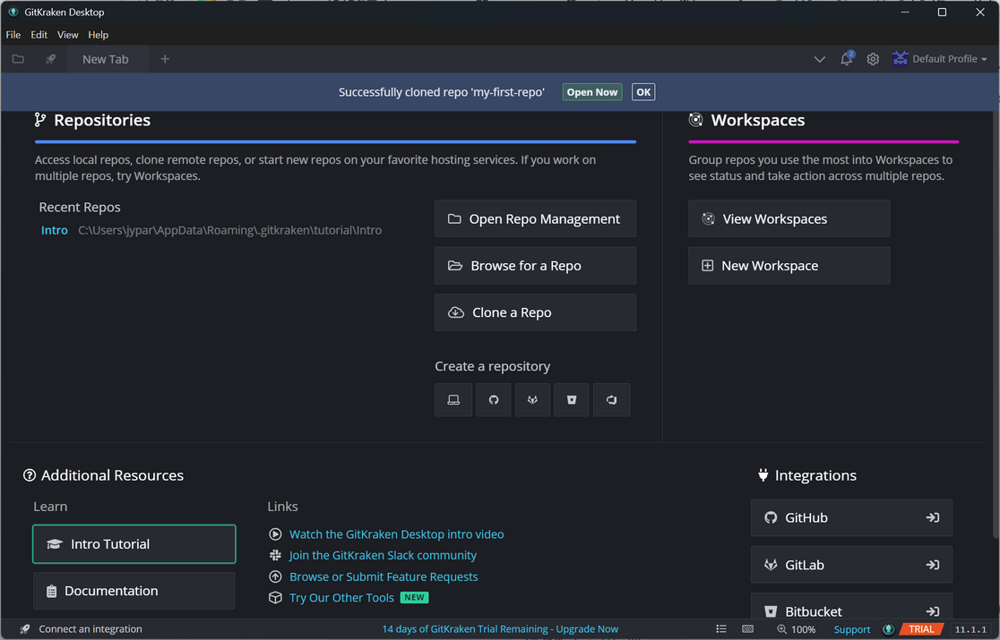 GitKraken Desktop
File Edit View Help
New Tab
2
Default Profile
Successfully cloned repo 'my-first-repo' Open Now OK
Repositories
Access local repos, clone remote repos, or start new repos on your favorite hosting services. If you work on
multiple repos, try Workspaces.
Recent Repos
Intro C:\Users\jypar\AppData\Roaming\.gitkraken\tutorial\Intro
Open Repo Management
Browse for a Repo
Clone a Repo
Create a repository
Workspaces
Group repos you use the most into Workspaces to
see status and take action across multiple repos.
View Workspaces
New Workspace
Additional Resources
Learn
Intro Tutorial
Documentation
Links
Watch the GitKraken Desktop intro video
Join the GitKraken Slack community
Browse or Submit Feature Requests
Try Our Other Tools NEW
Integrations
GitHub
GitLab
Bitbucket
Connect an integration
14 days of GitKraken Trial Remaining - Upgrade Now
100%
Support
TRIAL
11.1.1